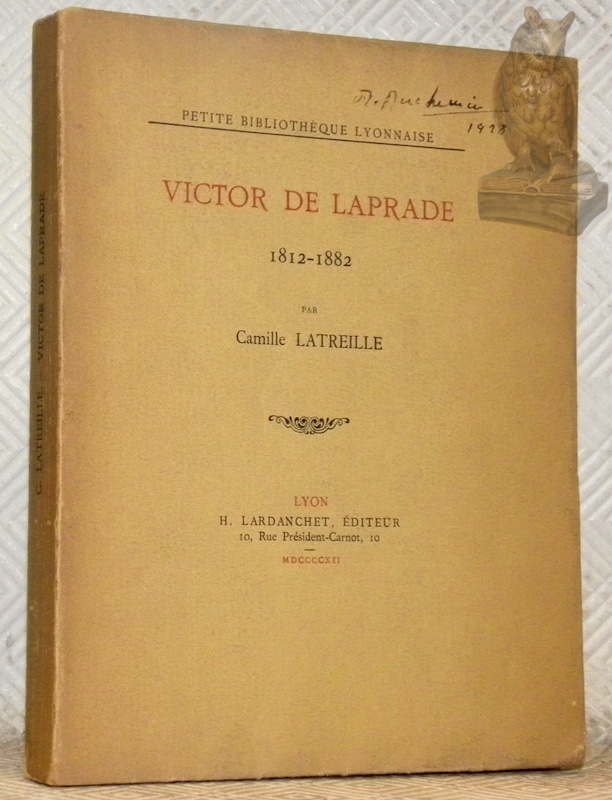 1928
PETITE BIBLIOTHÈQUE LYONNAISE
VICTOR DE LAPRADE
1812-1882
PAR
Camille LATREILLE
LYON
H. LARDANCHET, ÉDITEUR
10, Rue Président-Carnot, 10
MDCCCCXII
C. LATREILLE. — VICTOR DE LAPRADE